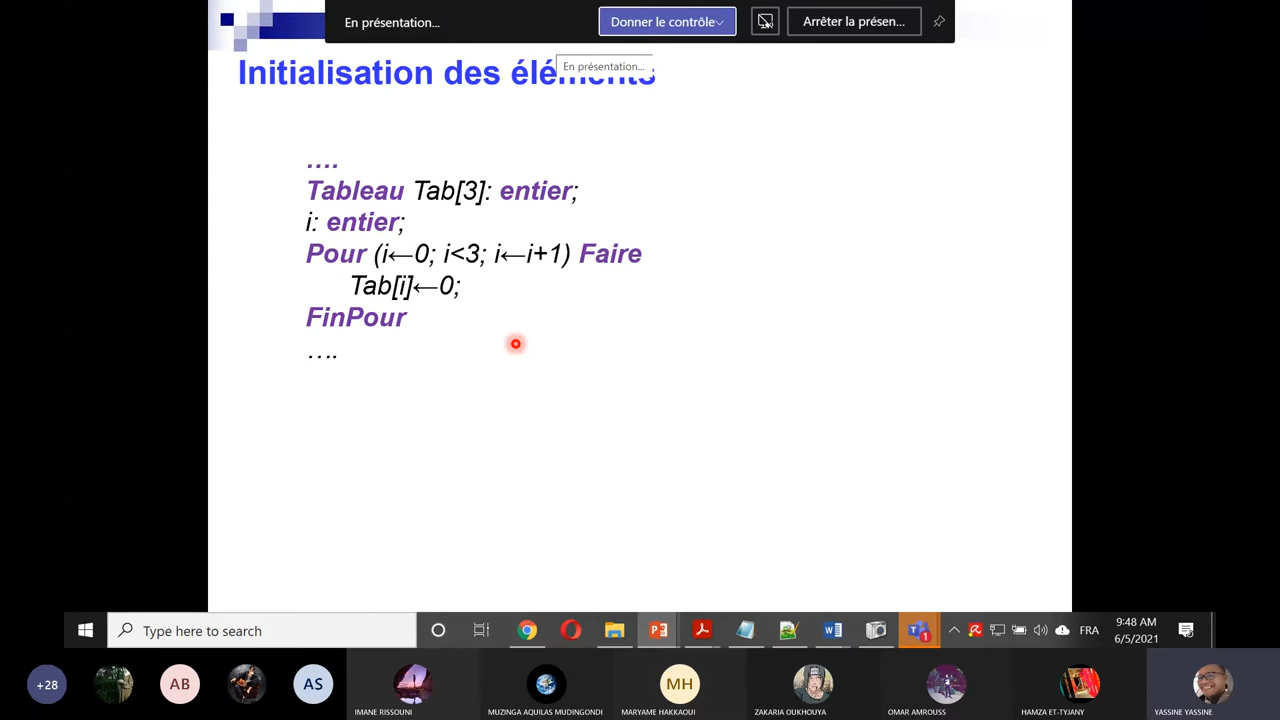 En présentation...
Donner le contrôle
Arrêter la présen...
Initialisation des éléments
En présentation...
....
Tableau Tab[3]: entier;
i: entier;
Pour (i←0; i<3; i←i+1) Faire
Tab[i]←0;
FinPour
....
Type here to search
1
FRA
9:48 AM
6/5/2021
+28
AB
AS
MH
IMANE RISSOUNI
MUZINGA AQUILAS MUDINGONDI
MARYAME HAKKAOUI
ZAKARIA OUKHOUYA
OMAR AMROUSS
HAMZA ET-TYJANY
YASSINE YASSINE